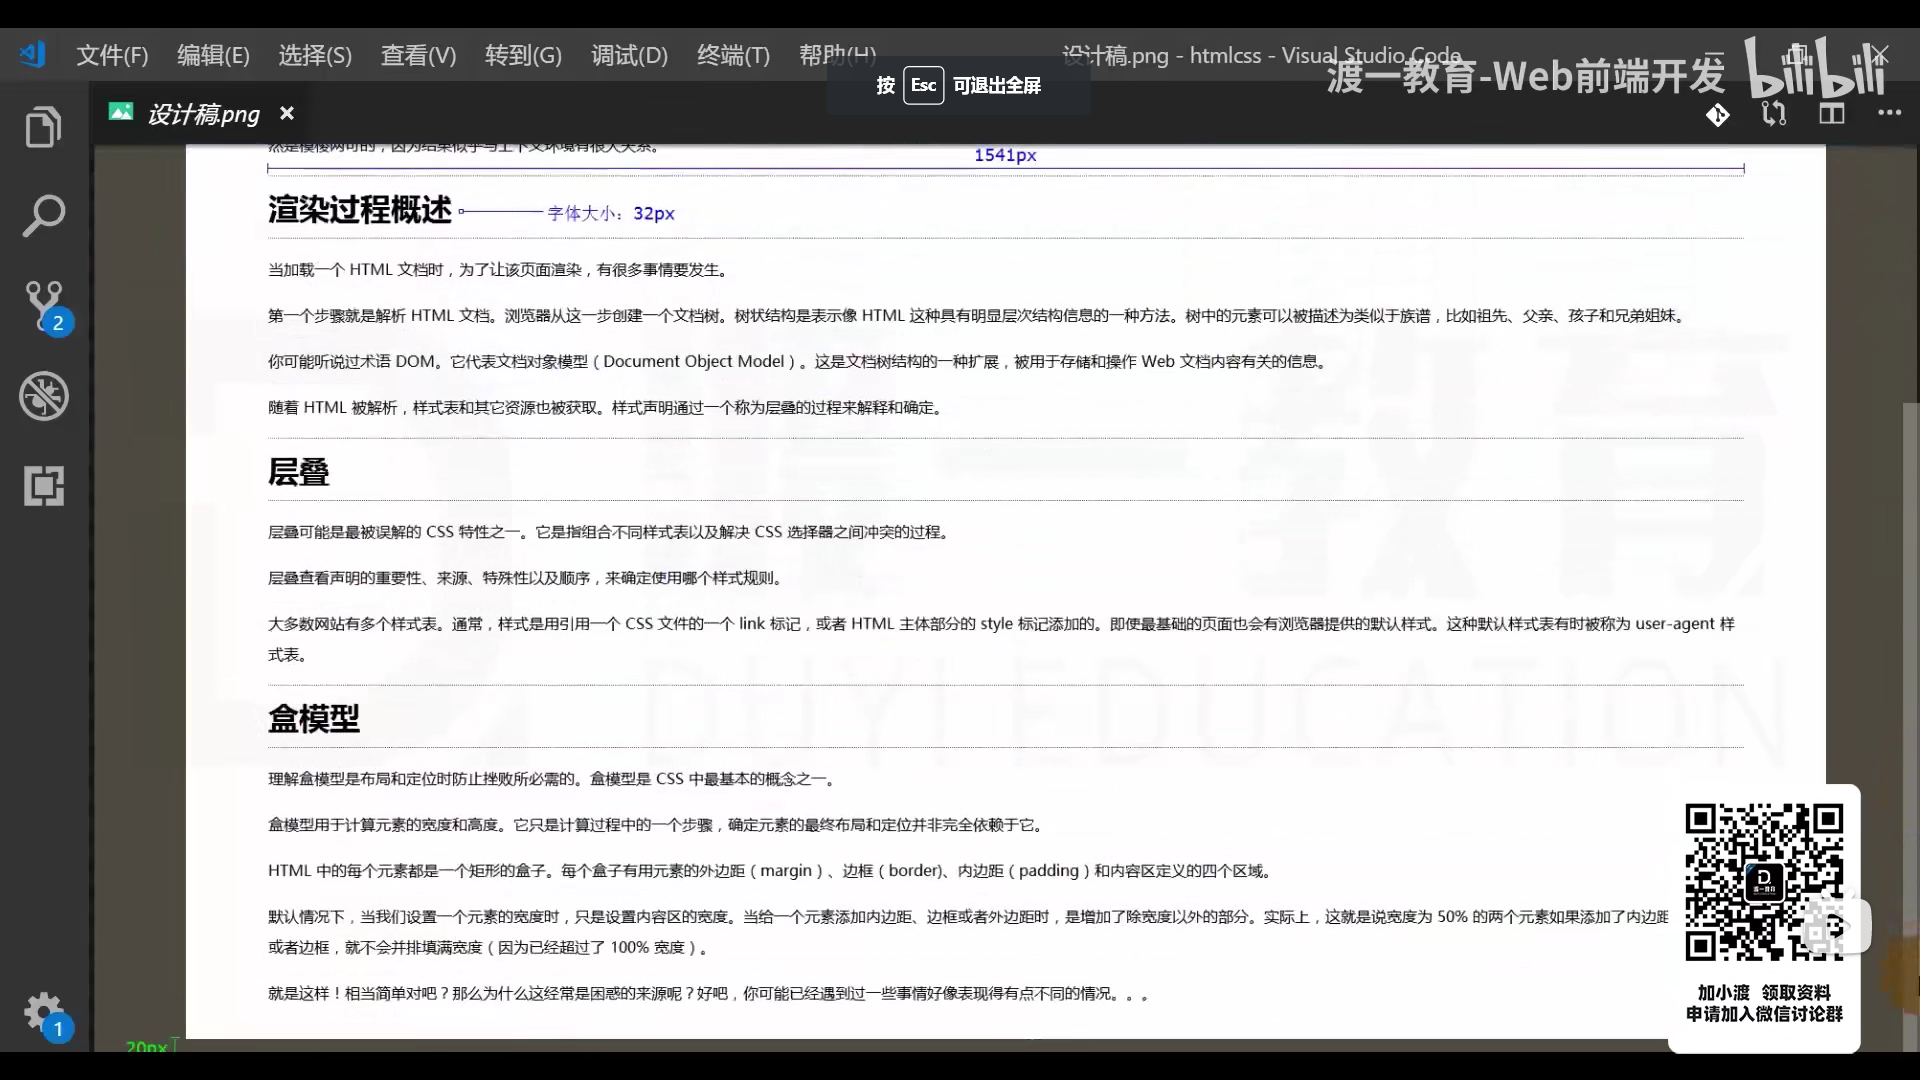 文件(F) 编辑(E) 选择(S) 查看(V) 转到(G) 调试(D) 终端(T) 帮助(H) 设计稿.png - htmlcss - Visual Studio Code
渡一教育-Web前端开发 bilibili
按 Esc 可退出全屏
设计稿.png
然是模棱两可的，因为结果似乎与上下文环境有很大关系。
1541px
渲染过程概述 字体大小：32px
当加载一个 HTML 文档时，为了让该页面渲染，有很多事情要发生。
第一个步骤就是解析 HTML 文档。浏览器从这一步创建一个文档树。树状结构是表示像 HTML 这种具有明显层次结构信息的一种方法。树中的元素可以被描述为类似于族谱，比如祖先、父亲、孩子和兄弟姐妹。
2
你可能听说过术语 DOM。它代表文档对象模型（Document Object Model）。这是文档树结构的一种扩展，被用于存储和操作 Web 文档内容有关的信息。
随着 HTML 被解析，样式表和其它资源也被获取。样式声明通过一个称为层叠的过程来解释和确定。
层叠
层叠可能是最被误解的 CSS 特性之一。它是指组合不同样式表以及解决 CSS 选择器之间冲突的过程。
层叠查看声明的重要性、来源、特殊性以及顺序，来确定使用哪个样式规则。
大多数网站有多个样式表。通常，样式是用引用一个 CSS 文件的一个 link 标记，或者 HTML 主体部分的 style 标记添加的。即使最基础的页面也会有浏览器提供的默认样式。这种默认样式表有时被称为 user-agent 样
式表。
盒模型
理解盒模型是布局和定位时防止挫败所必需的。盒模型是 CSS 中最基本的概念之一。
盒模型用于计算元素的宽度和高度。它只是计算过程中的一个步骤，确定元素的最终布局和定位并非完全依赖于它。
HTML 中的每个元素都是一个矩形的盒子。每个盒子有用元素的外边距（margin）、边框（border)、内边距（padding）和内容区定义的四个区域。
默认情况下，当我们设置一个元素的宽度时，只是设置内容区的宽度。当给一个元素添加内边距、边框或者外边距时，是增加了除宽度以外的部分。实际上，这就是说宽度为 50% 的两个元素如果添加了内边距
或者边框，就不会并排填满宽度（因为已经超过了 100% 宽度）。
就是这样！相当简单对吧？那么为什么这经常是困惑的来源呢？好吧，你可能已经遇到过一些事情好像表现得有点不同的情况。。。
加小渡 领取资料
申请加入微信讨论群
1
20px
渡一教育
DUYI EDUCATION